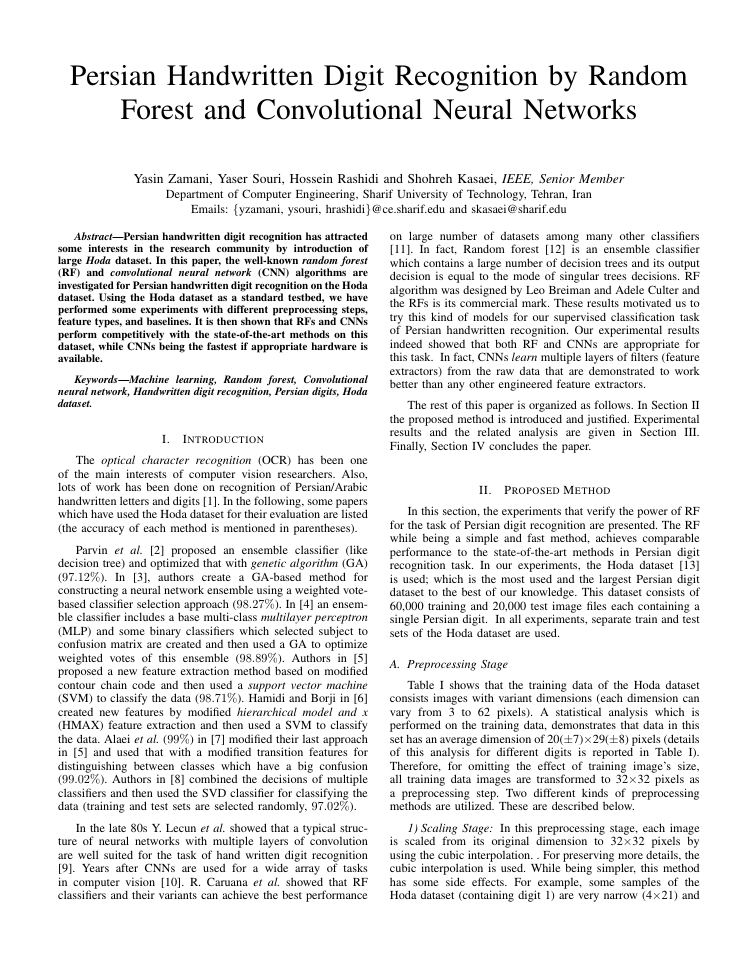 Persian Handwritten Digit Recognition by Random
Forest and Convolutional Neural Networks
Yasin Zamani, Yaser Souri, Hossein Rashidi and Shohreh Kasaei, IEEE, Senior Member
Department of Computer Engineering, Sharif University of Technology, Tehran, Iran
Emails: {yzamani, ysouri, hrashidi}@ce.sharif.edu and skasaei@sharif.edu
Abstract—Persian handwritten digit recognition has attracted
some interests in the research community by introduction of
large Hoda dataset. In this paper, the well-known random forest
(RF) and convolutional neural network (CNN) algorithms are
investigated for Persian handwritten digit recognition on the Hoda
dataset. Using the Hoda dataset as a standard testbed, we have
performed some experiments with different preprocessing steps,
feature types, and baselines. It is then shown that RFs and CNNs
perform competitively with the state-of-the-art methods on this
dataset, while CNNs being the fastest if appropriate hardware is
available.
Keywords—Machine learning, Random forest, Convolutional
neural network, Handwritten digit recognition, Persian digits, Hoda
dataset.
I. INTRODUCTION
The optical character recognition (OCR) has been one
of the main interests of computer vision researchers. Also,
lots of work has been done on recognition of Persian/Arabic
handwritten letters and digits [1]. In the following, some papers
which have used the Hoda dataset for their evaluation are listed
(the accuracy of each method is mentioned in parentheses).
Parvin et al. [2] proposed an ensemble classifier (like
decision tree) and optimized that with genetic algorithm (GA)
(97.12%). In [3], authors create a GA-based method for
constructing a neural network ensemble using a weighted vote-
based classifier selection approach (98.27%). In [4] an ensem-
ble classifier includes a base multi-class multilayer perceptron
(MLP) and some binary classifiers which selected subject to
confusion matrix are created and then used a GA to optimize
weighted votes of this ensemble (98.89%). Authors in [5]
proposed a new feature extraction method based on modified
contour chain code and then used a support vector machine
(SVM) to classify the data (98.71%). Hamidi and Borji in [6]
created new features by modified hierarchical model and x
(HMAX) feature extraction and then used a SVM to classify
the data. Alaei et al. (99%) in [7] modified their last approach
in [5] and used that with a modified transition features for
distinguishing between classes which have a big confusion
(99.02%). Authors in [8] combined the decisions of multiple
classifiers and then used the SVD classifier for classifying the
data (training and test sets are selected randomly, 97.02%).
In the late 80s Y. Lecun et al. showed that a typical struc-
ture of neural networks with multiple layers of convolution
are well suited for the task of hand written digit recognition
[9]. Years after CNNs are used for a wide array of tasks
in computer vision [10]. R. Caruana et al. showed that RF
classifiers and their variants can achieve the best performance
on large number of datasets among many other classifiers
[11]. In fact, Random forest [12] is an ensemble classifier
which contains a large number of decision trees and its output
decision is equal to the mode of singular trees decisions. RF
algorithm was designed by Leo Breiman and Adele Culter and
the RFs is its commercial mark. These results motivated us to
try this kind of models for our supervised classification task
of Persian handwritten recognition. Our experimental results
indeed showed that both RF and CNNs are appropriate for
this task. In fact, CNNs learn multiple layers of filters (feature
extractors) from the raw data that are demonstrated to work
better than any other engineered feature extractors.
The rest of this paper is organized as follows. In Section II
the proposed method is introduced and justified. Experimental
results and the related analysis are given in Section III.
Finally, Section IV concludes the paper.
II. PROPOSED METHOD
In this section, the experiments that verify the power of RF
for the task of Persian digit recognition are presented. The RF
while being a simple and fast method, achieves comparable
performance to the state-of-the-art methods in Persian digit
recognition task. In our experiments, the Hoda dataset [13]
is used; which is the most used and the largest Persian digit
dataset to the best of our knowledge. This dataset consists of
60,000 training and 20,000 test image files each containing a
single Persian digit. In all experiments, separate train and test
sets of the Hoda dataset are used.
A. Preprocessing Stage
Table I shows that the training data of the Hoda dataset
consists images with variant dimensions (each dimension can
vary from 3 to 62 pixels). A statistical analysis which is
performed on the training data, demonstrates that data in this
set has an average dimension of 20(±7)×29(±8) pixels (details
of this analysis for different digits is reported in Table I).
Therefore, for omitting the effect of training image's size,
all training data images are transformed to 32×32 pixels as
a preprocessing step. Two different kinds of preprocessing
methods are utilized. These are described below.
1) Scaling Stage: In this preprocessing stage, each image
is scaled from its original dimension to 32×32 pixels by
using the cubic interpolation. . For preserving more details, the
cubic interpolation is used. While being simpler, this method
has some side effects. For example, some samples of the
Hoda dataset (containing digit 1) are very narrow (4×21) and